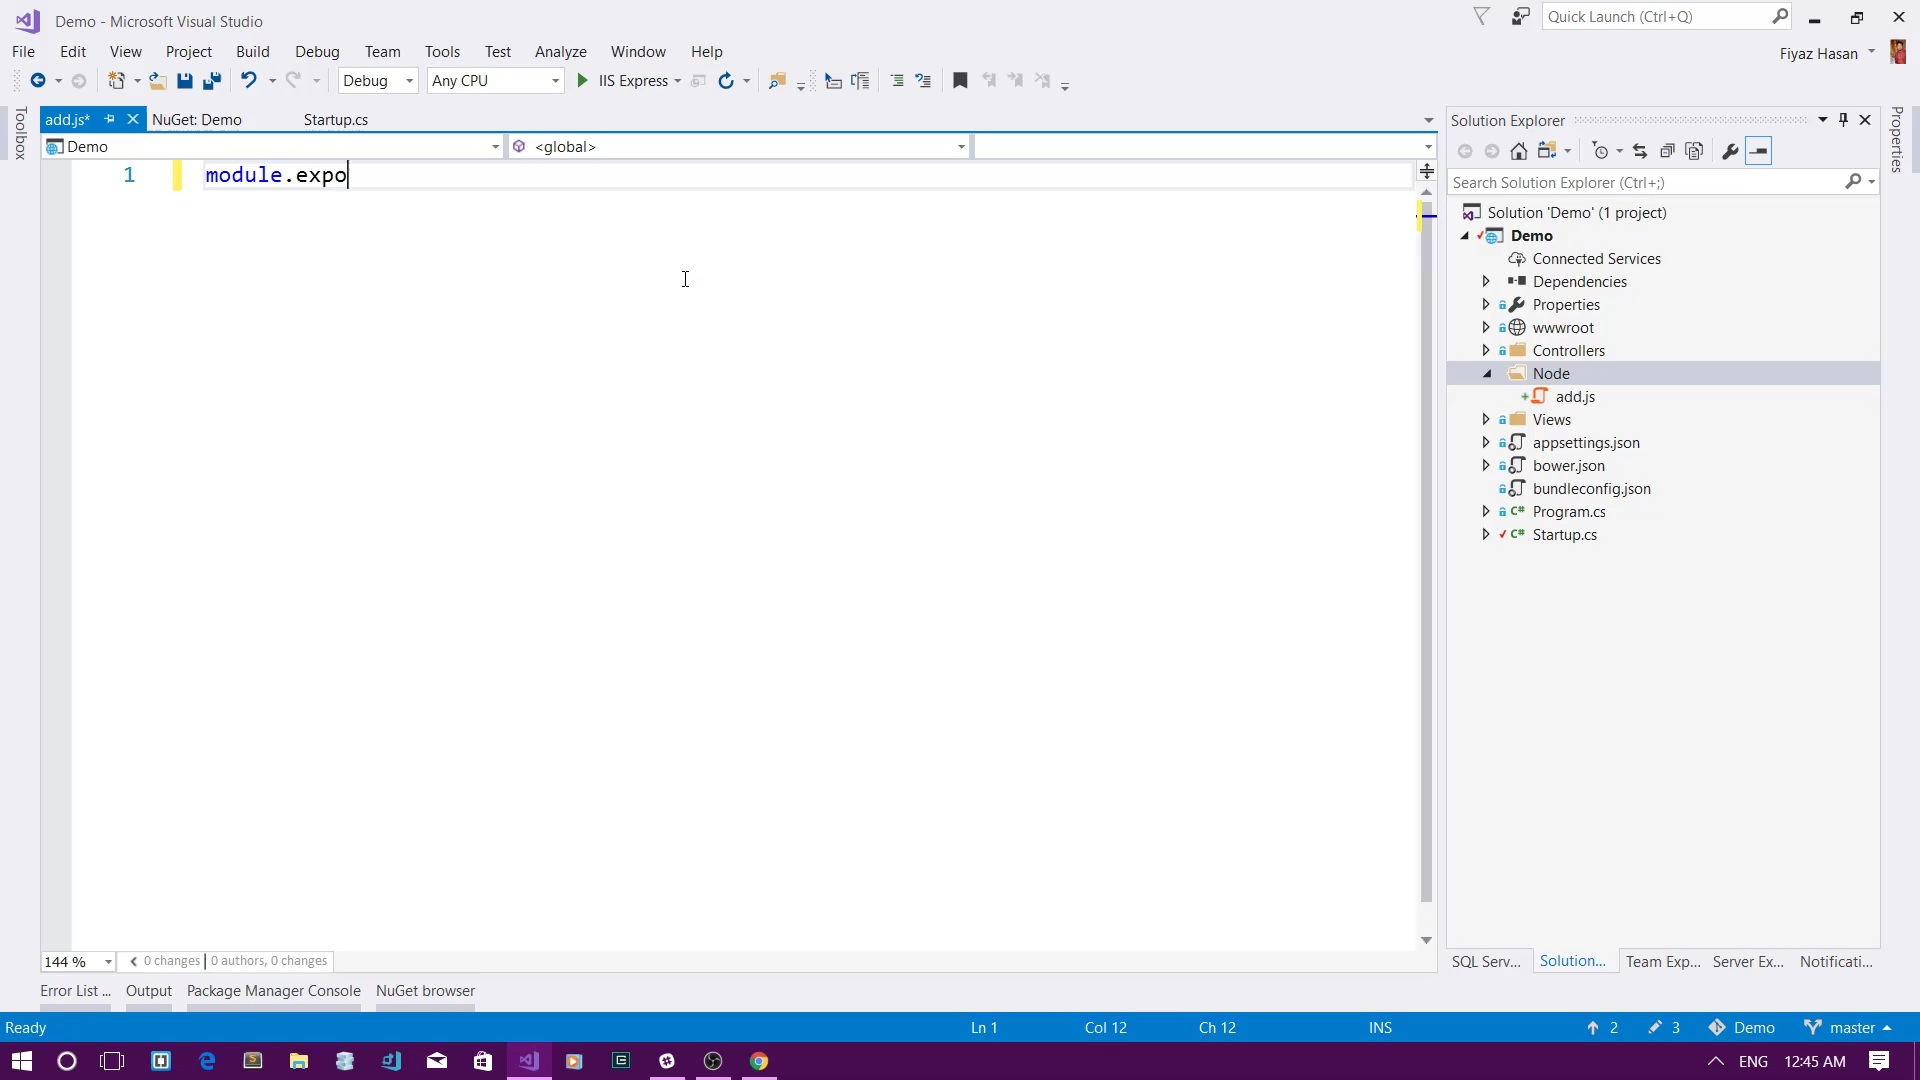 Demo - Microsoft Visual Studio
Quick Launch (Ctrl+Q)
File Edit View Project Build Debug Team Tools Test Analyze Window Help
Fiyaz Hasan
Debug Any CPU IIS Express
Toolbox
add.js* NuGet: Demo Startup.cs
Demo <global>
1 module.expo
Solution Explorer
Properties
Search Solution Explorer (Ctrl+;)
Solution 'Demo' (1 project)
Demo
Connected Services
Dependencies
Properties
wwwroot
Controllers
Node
add.js
Views
appsettings.json
bower.json
bundleconfig.json
C# Program.cs
C# Startup.cs
144 % 0 changes | 0 authors, 0 changes
SQL Serv... Solution... Team Exp... Server Ex... Notificati...
Error List ... Output Package Manager Console NuGet browser
Ready Ln 1 Col 12 Ch 12 INS 2 3 Demo master
ENG 12:45 AM